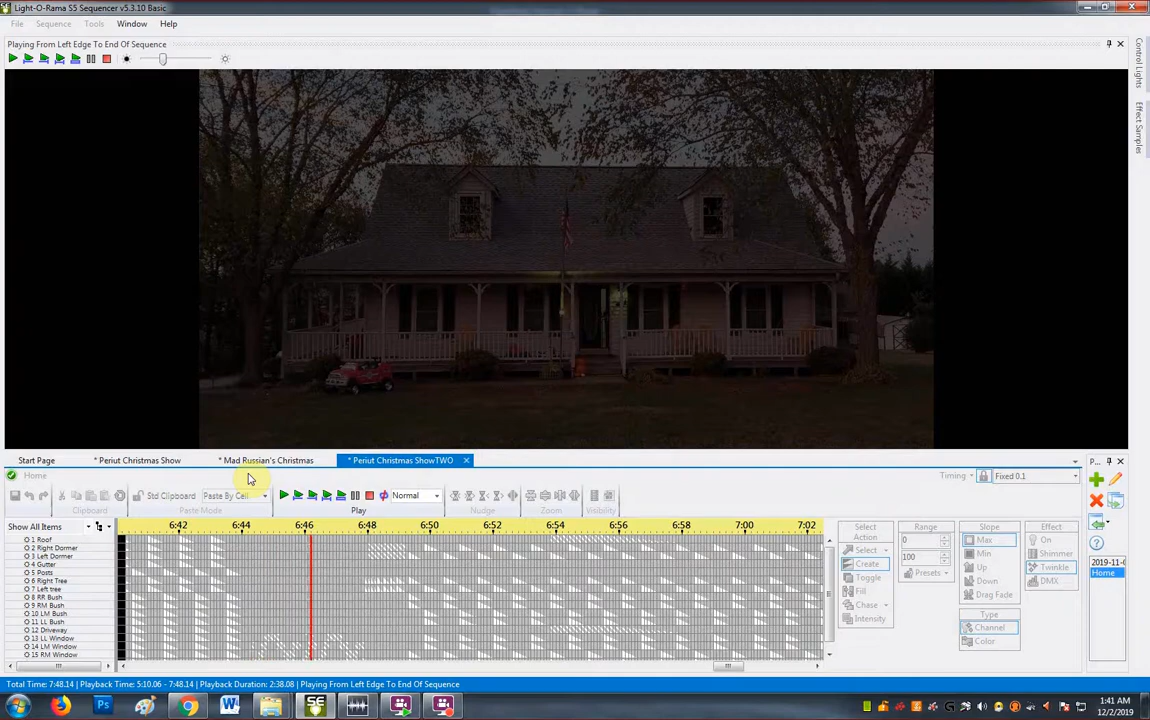 Light-O-Rama S5 Sequencer v5.3.10 Basic
File Sequence Tools Window Help
Playing From Left Edge To End Of Sequence
Control Lights
Effect Samples
Start Page * Periut Christmas Show * Mad Russian's Christmas * Periut Christmas ShowTWO
Home
Timing Fixed 0.1
Std Clipboard Paste By Cell Normal
Clipboard Paste Mode Play Nudge Zoom Visibility
Show All Items
6:42 6:44 6:46 6:48 6:50 6:52 6:54 6:56 6:58 7:00 7:02
1 Roof
2 Right Dormer
3 Left Dormer
4 Gutter
5 Posts
6 Right Tree
7 Left tree
8 RR Bush
9 RM Bush
10 LM Bush
11 LL Bush
12 Driveway
13 LL Window
14 LM Window
15 RM Window
Select Action
Select
Create
Toggle
Fill
Chase
Intensity
Range
0
100
Presets
Slope
Max
Min
Up
Down
Drag Fade
Type
Channel
Color
Effect
On
Shimmer
Twinkle
DMX
P...
2019-11-0
Home
Total Time: 7:48.14 | Playback Time: 5:10.06 - 7:48.14 | Playback Duration: 2:38.08 | Playing From Left Edge To End Of Sequence
1:41 AM
12/2/2019